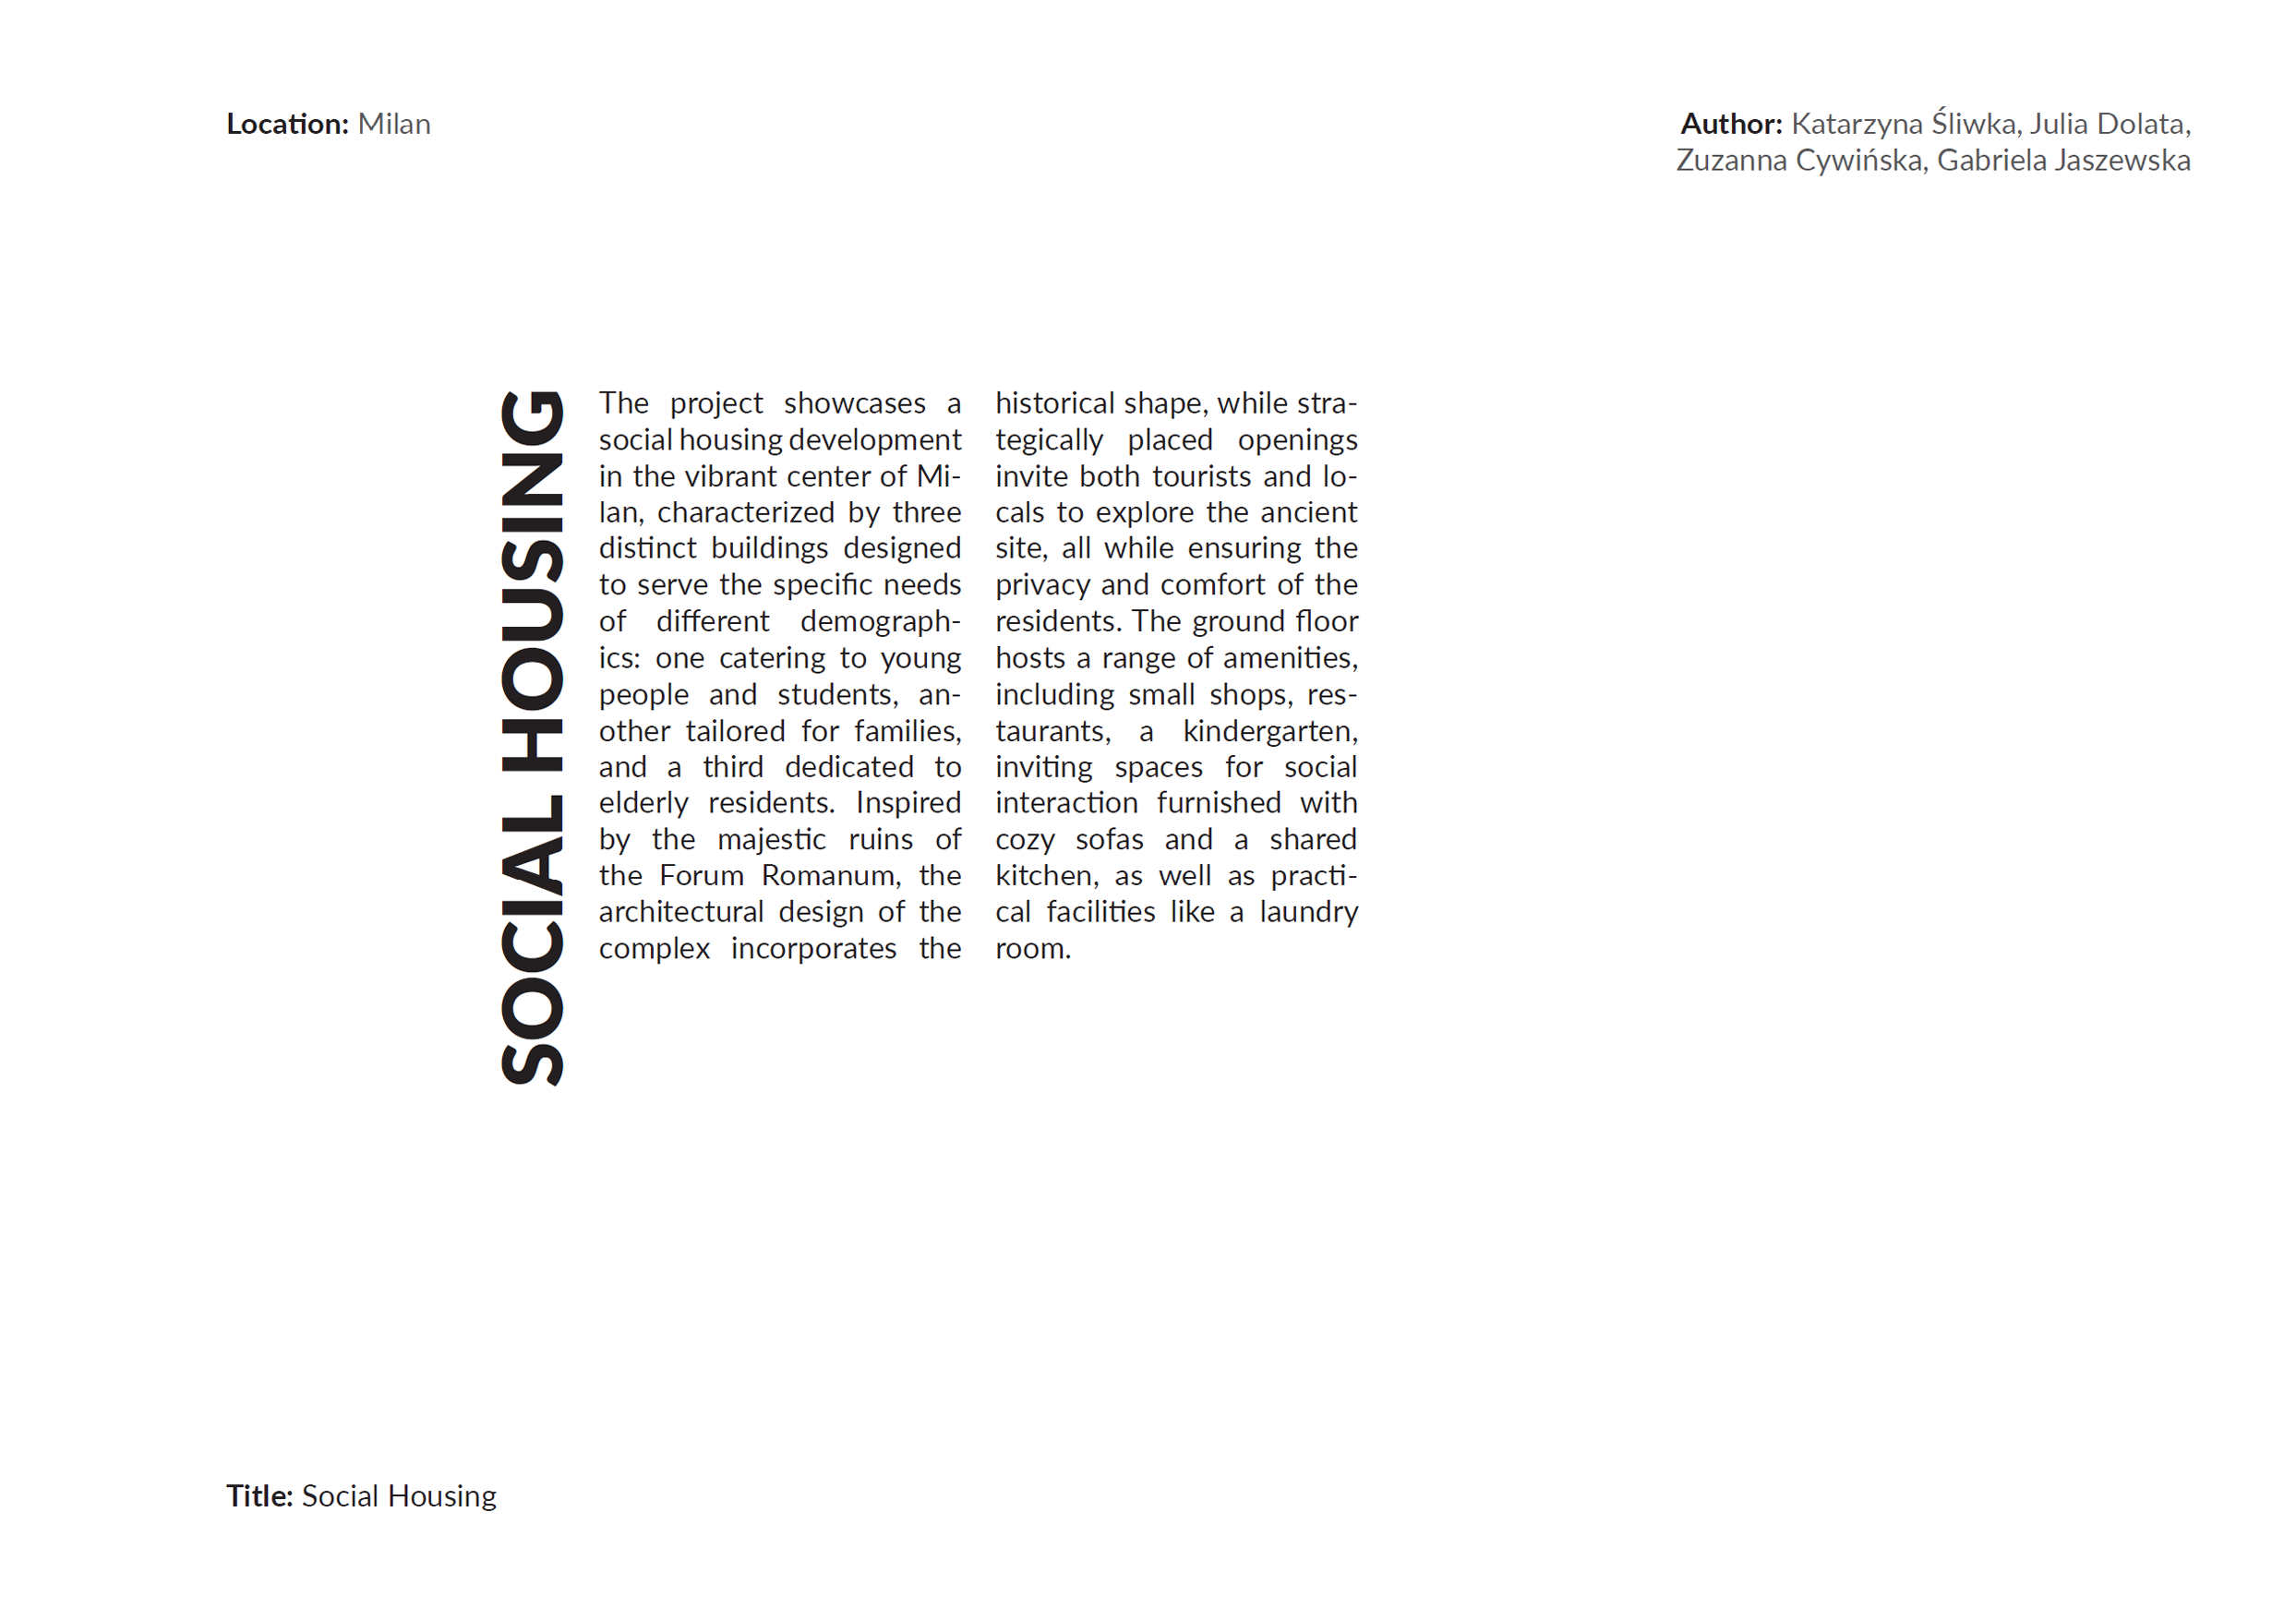 Location: Milan
Author: Katarzyna Śliwka, Julia Dolata,
Zuzanna Cywińska, Gabriela Jaszewska
SOCIAL HOUSING
The project showcases a
social housing development
in the vibrant center of Mi-
lan, characterized by three
distinct buildings designed
to serve the specific needs
of different demograph-
ics: one catering to young
people and students, an-
other tailored for families,
and a third dedicated to
elderly residents. Inspired
by the majestic ruins of
the Forum Romanum, the
architectural design of the
complex incorporates the
historical shape, while stra-
tegically placed openings
invite both tourists and lo-
cals to explore the ancient
site, all while ensuring the
privacy and comfort of the
residents. The ground floor
hosts a range of amenities,
including small shops, res-
taurants, a kindergarten,
inviting spaces for social
interaction furnished with
cozy sofas and a shared
kitchen, as well as practi-
cal facilities like a laundry
room.
Title: Social Housing